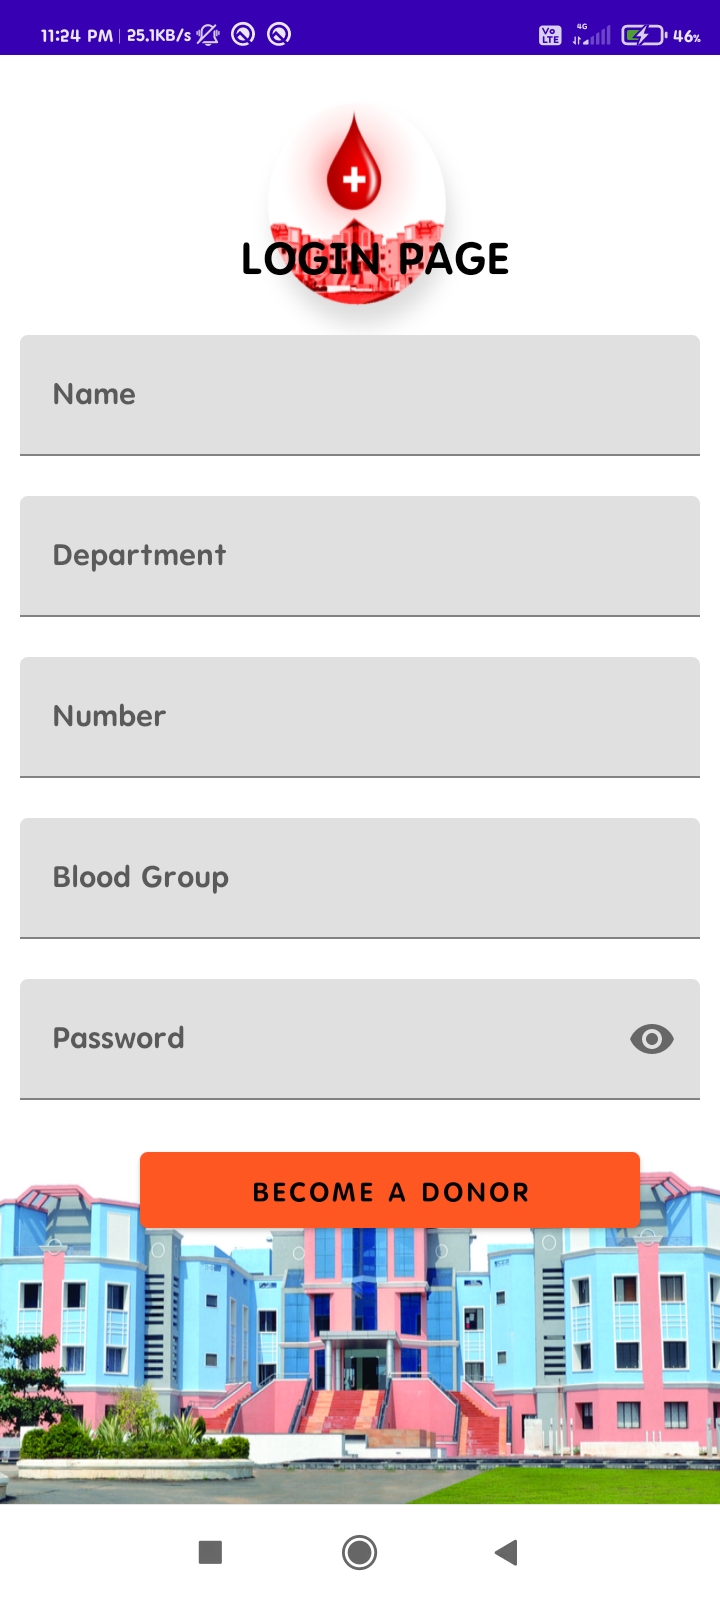 11:24 PM | 25.1KB/s
Vo LTE 4G 46%
LOGIN PAGE
Name
Department
Number
Blood Group
Password
BECOME A DONOR